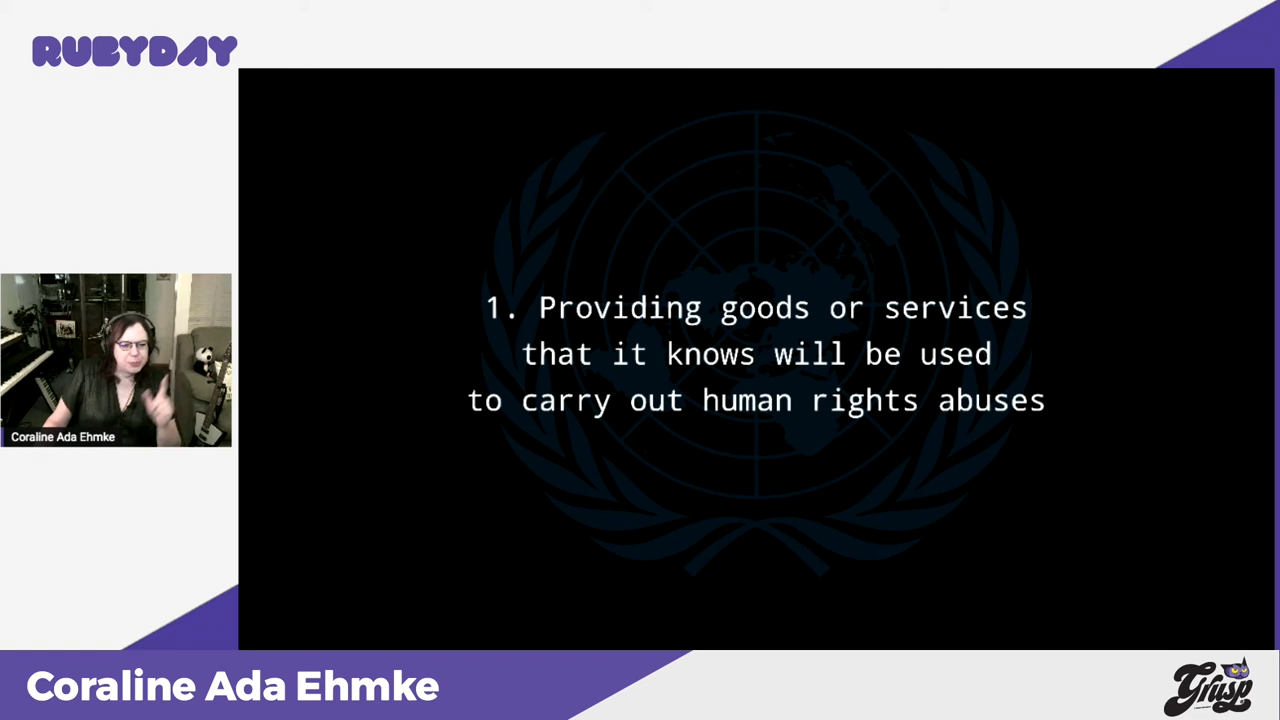 RUBYDAY
1. Providing goods or services
that it knows will be used
to carry out human rights abuses
Coraline Ada Ehmke
Coraline Ada Ehmke
Grusp